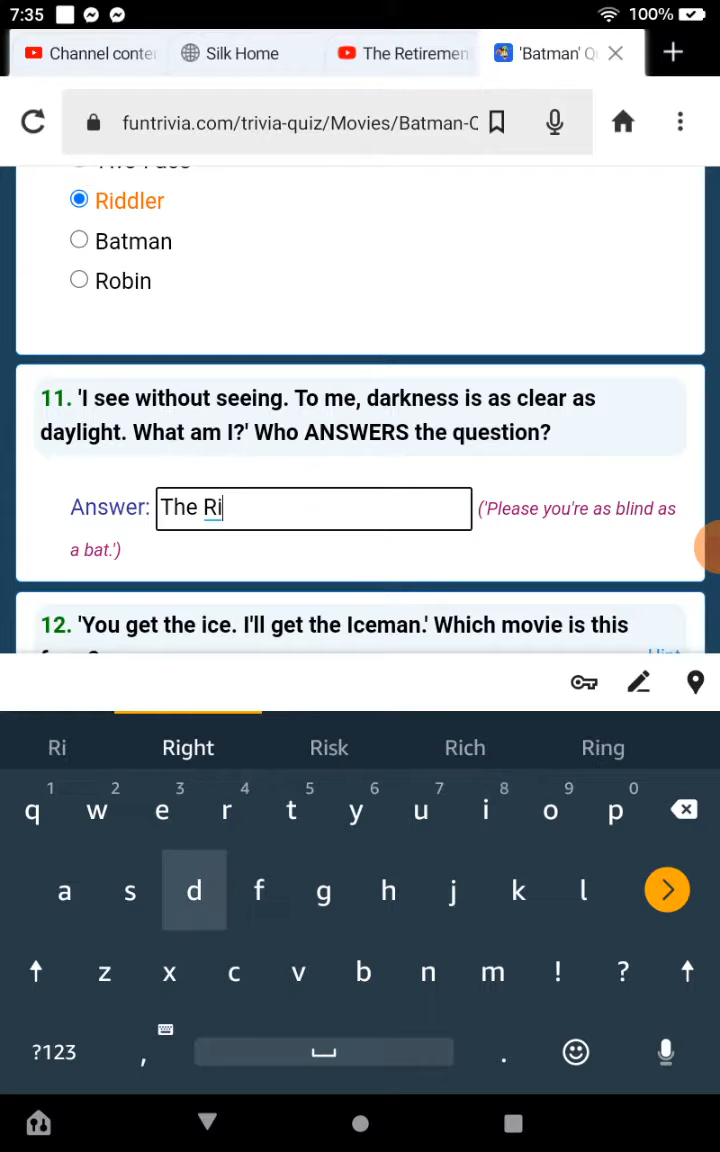 7:35 100%
Channel conter Silk Home The Retiremen 'Batman' Q
funtrivia.com/trivia-quiz/Movies/Batman-C
Riddler
Batman
Robin
11. 'I see without seeing. To me, darkness is as clear as
daylight. What am I?' Who ANSWERS the question?
Answer: The Ri ('Please you're as blind as
a bat.')
12. 'You get the ice. I'll get the Iceman.' Which movie is this
Ri Right Risk Rich Ring
1 2 3 4 5 6 7 8 9 0
q w e r t y u i o p
a s d f g h j k l
z x c v b n m ! ?
?123 , .